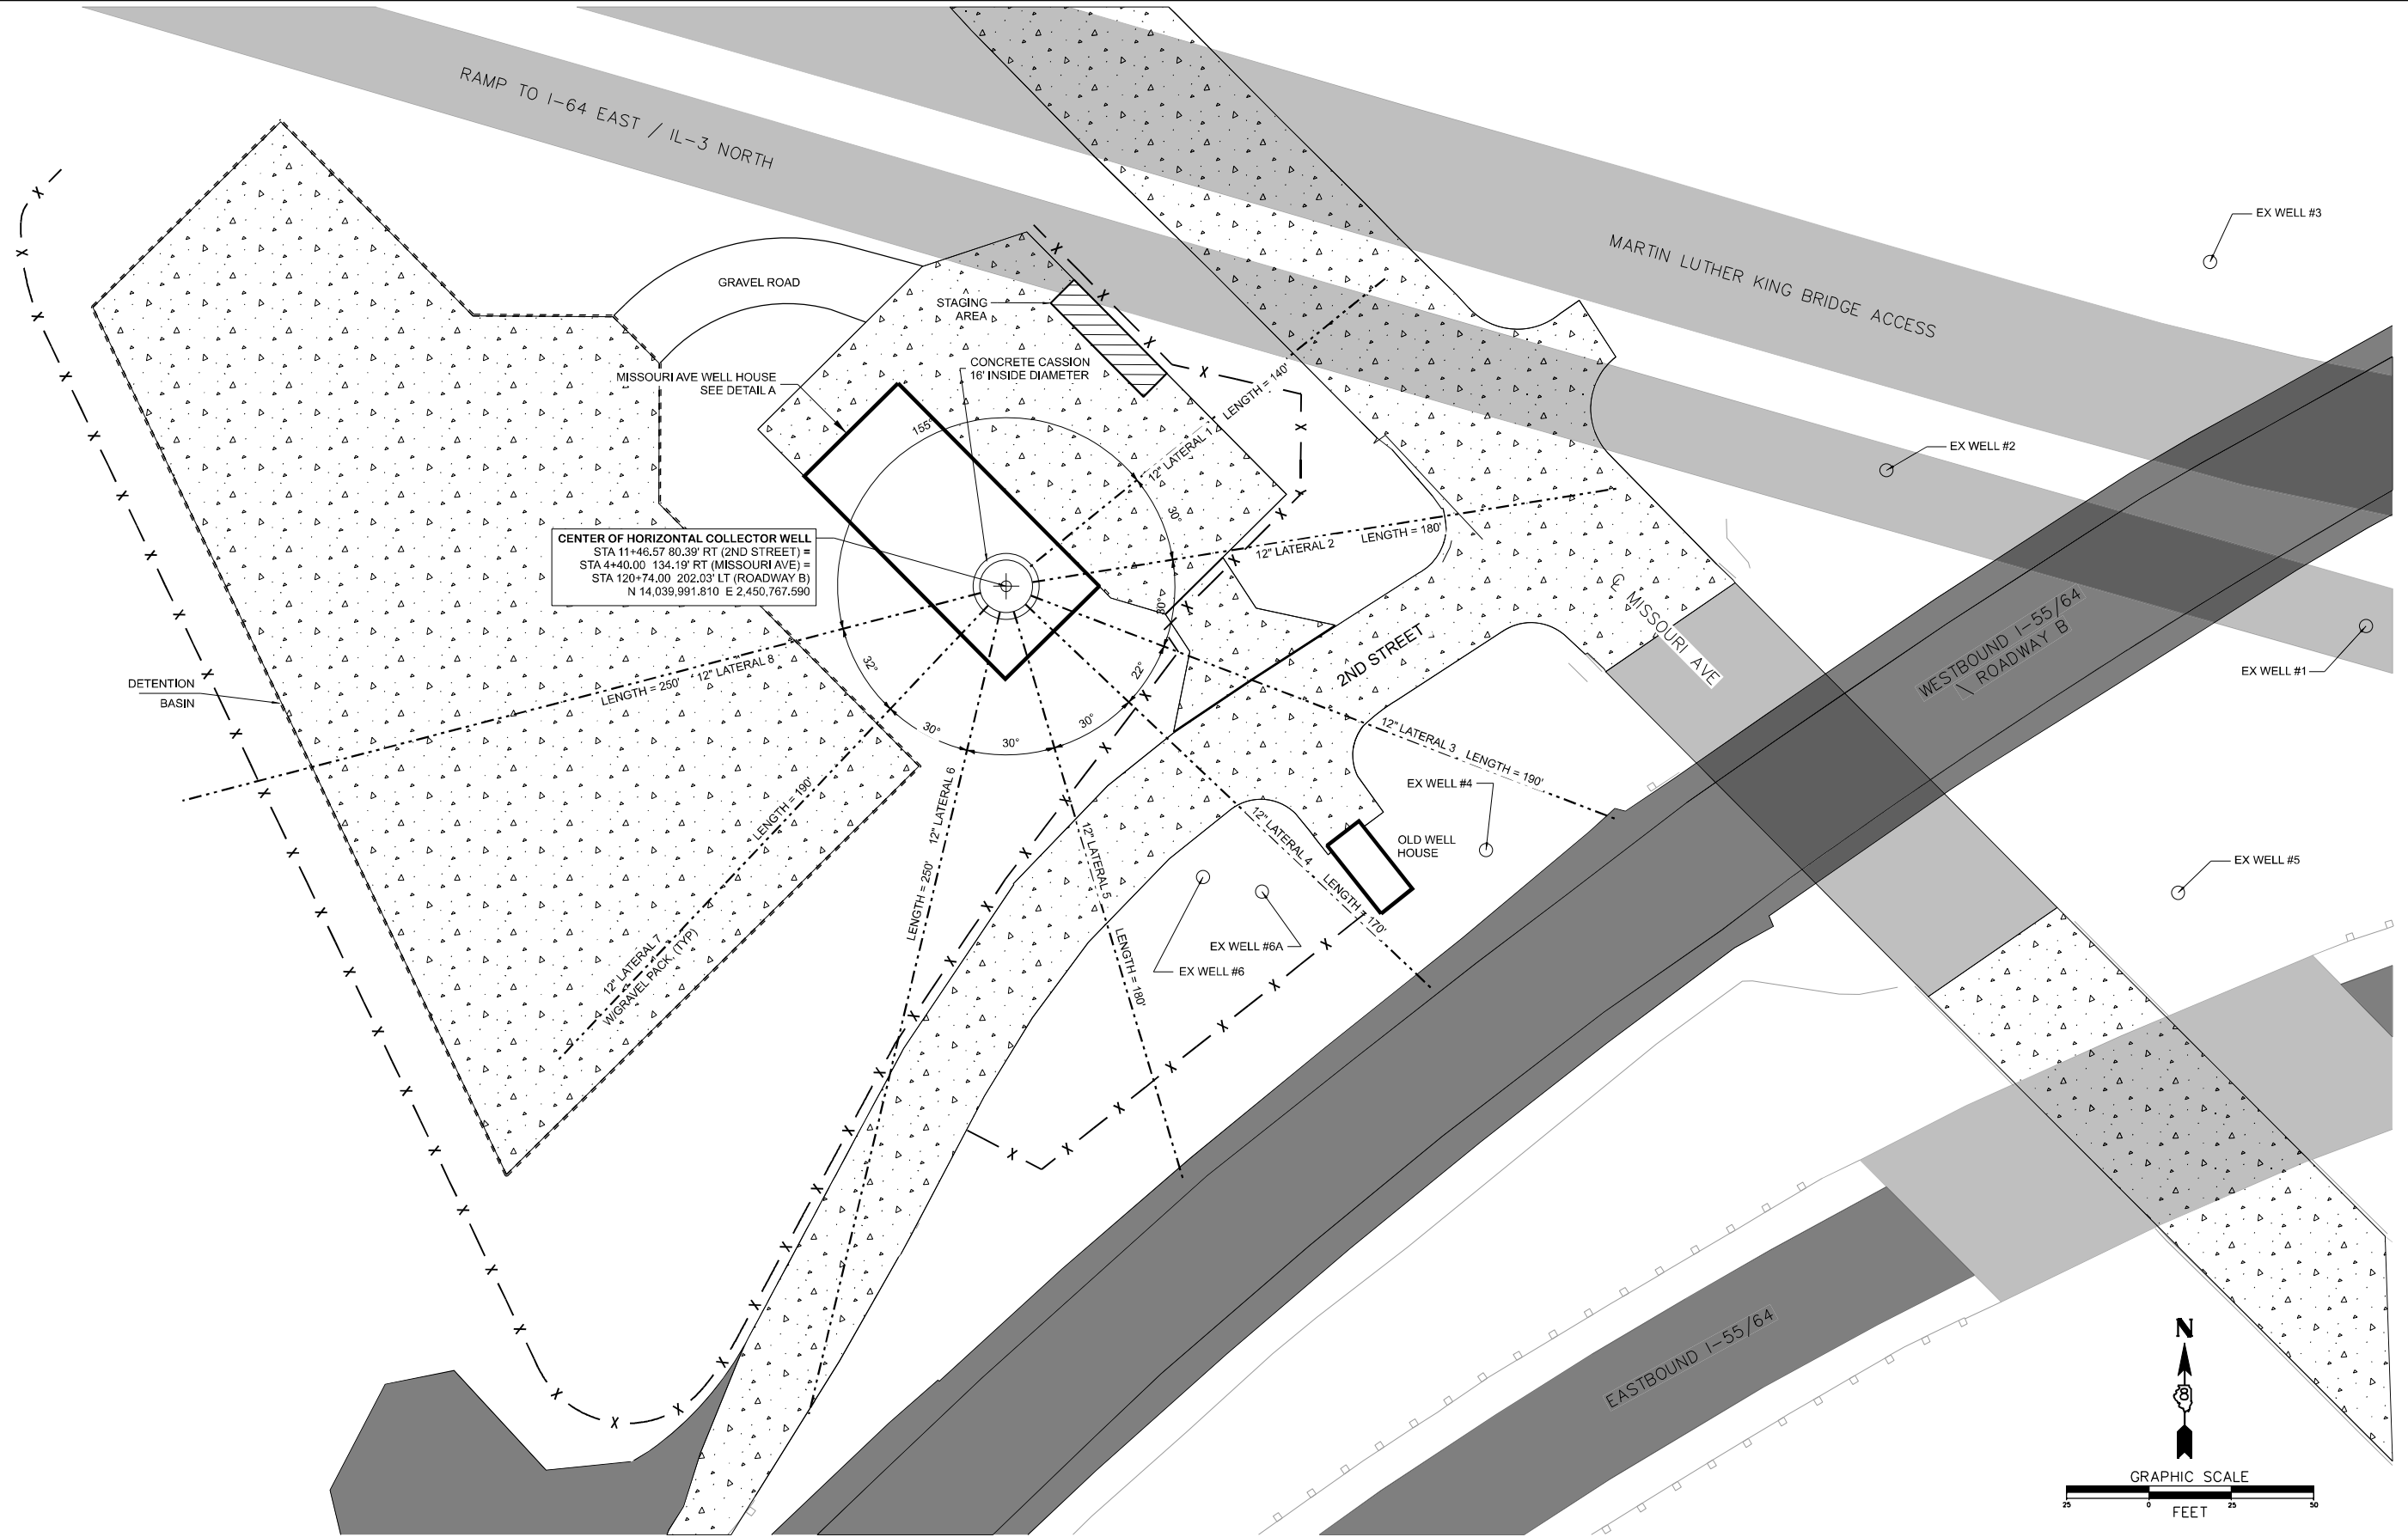 RAMP TO I-64 EAST / IL-3 NORTH
MARTIN LUTHER KING BRIDGE ACCESS
EX WELL #3
GRAVEL ROAD
STAGING
AREA
CONCRETE CASSION
16' INSIDE DIAMETER
MISSOURI AVE WELL HOUSE
SEE DETAIL A
LENGTH = 140'
12" LATERAL 1
155°
30°
EX WELL #2
CENTER OF HORIZONTAL COLLECTOR WELL
STA 11+46.57 80.39' RT (2ND STREET) =
STA 4+40.00 134.19' RT (MISSOURI AVE) =
STA 120+74.00 202.03' LT (ROADWAY B)
N 14,039,991.810 E 2,450,767.590
12" LATERAL 2
LENGTH = 180'
30°
℄ MISSOURI AVE
WESTBOUND I-55/64
\ ROADWAY B
EX WELL #1
2ND STREET
22°
32°
30°
30°
30°
12" LATERAL 8
LENGTH = 250'
DETENTION
BASIN
12" LATERAL 3
LENGTH = 190'
EX WELL #4
OLD WELL
HOUSE
12" LATERAL 4
LENGTH = 170'
12" LATERAL 5
LENGTH = 180'
12" LATERAL 6
LENGTH = 250'
LENGTH = 190'
12" LATERAL 7
W/GRAVEL PACK, (TYP)
EX WELL #6A
EX WELL #6
EX WELL #5
EASTBOUND I-55/64
N
8
GRAPHIC SCALE
25 0 25 50
FEET